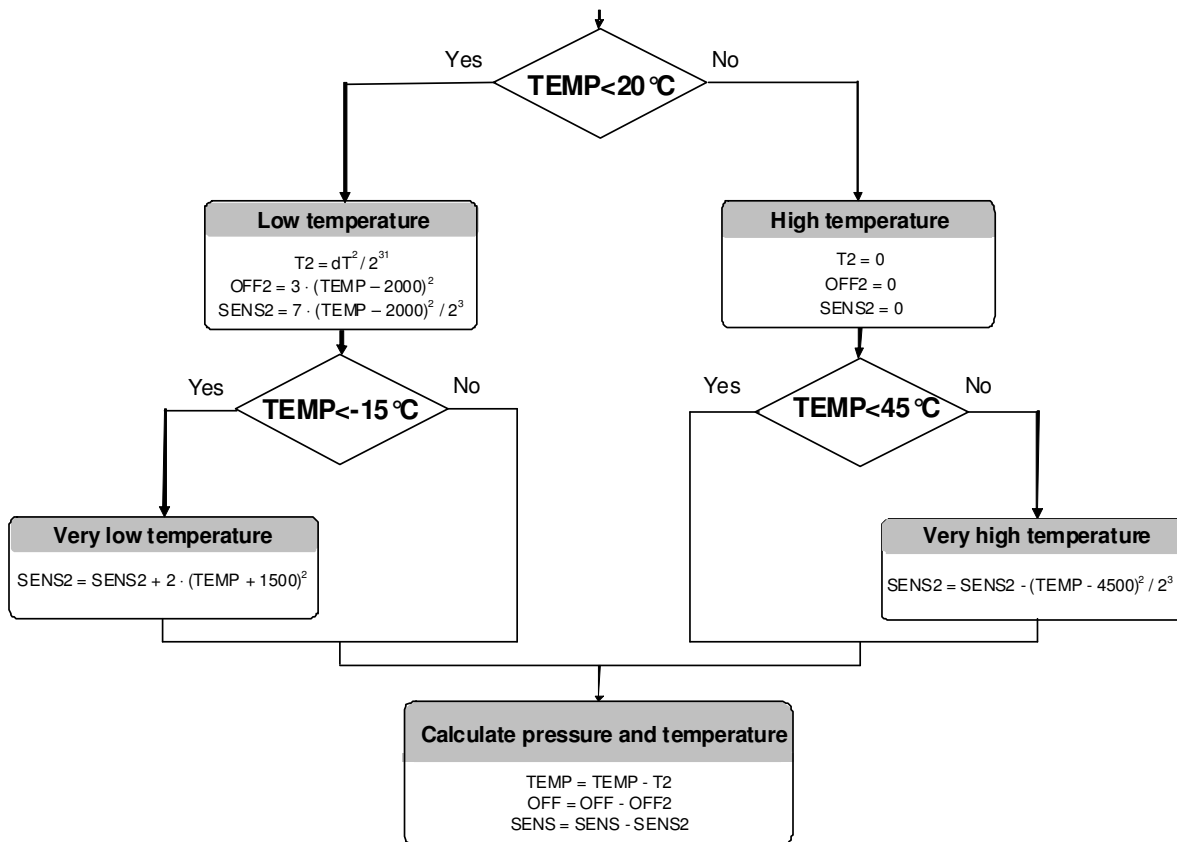 Yes
TEMP<20°C
No
Low temperature
T2 = dT² / 2³¹
OFF2 = 3 · (TEMP – 2000)²
SENS2 = 7 · (TEMP – 2000)² / 2³
High temperature
T2 = 0
OFF2 = 0
SENS2 = 0
Yes
TEMP<-15°C
No
Yes
TEMP<45°C
No
Very low temperature
SENS2 = SENS2 + 2 · (TEMP + 1500)²
Very high temperature
SENS2 = SENS2 - (TEMP - 4500)² / 2³
Calculate pressure and temperature
TEMP = TEMP - T2
OFF = OFF - OFF2
SENS = SENS - SENS2